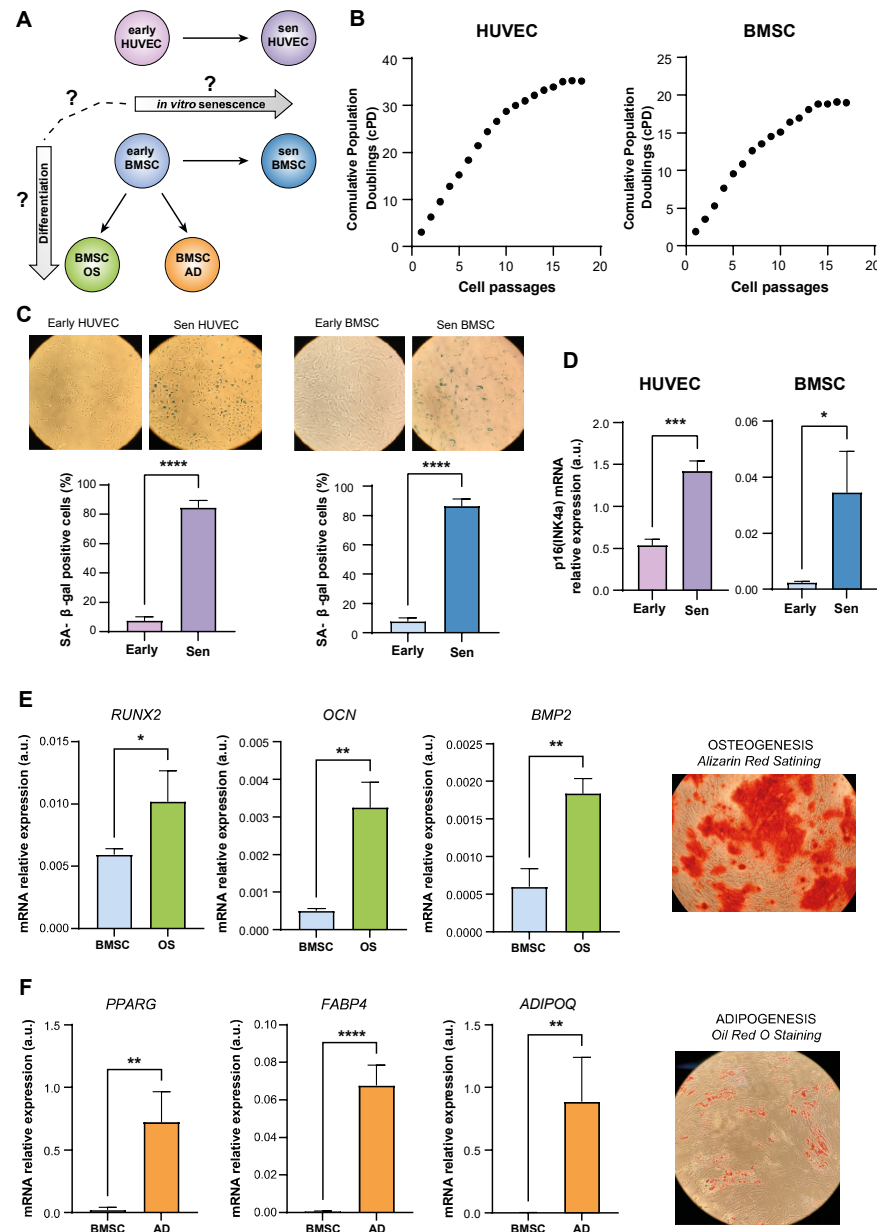 A
early
HUVEC
sen
HUVEC
?
?
in vitro senescence
?
Differentiation
early
BMSC
sen
BMSC
BMSC
OS
BMSC
AD
B
HUVEC
Comulative Population
Doublings (cPD)
40
30
20
10
0
0
5
10
15
20
Cell passages
BMSC
Comulative Population
Doublings (cPD)
25
20
15
10
5
0
0
5
10
15
20
Cell passages
C
Early HUVEC
Sen HUVEC
Early BMSC
Sen BMSC
SA- β -gal positive cells (%)
100
80
60
40
20
0
****
Early
Sen
SA- β -gal positive cells (%)
100
80
60
40
20
0
****
Early
Sen
D
HUVEC
p16(INK4a) mRNA
relative expression (a.u.)
2.0
1.5
1.0
0.5
0.0
***
Early
Sen
BMSC
0.06
0.04
0.02
0.00
*
Early
Sen
E
RUNX2
mRNA relative expression (a.u.)
0.015
0.010
0.005
0.000
*
BMSC
OS
OCN
mRNA relative expression (a.u.)
0.005
0.004
0.003
0.002
0.001
0.000
**
BMSC
OS
BMP2
mRNA relative expression (a.u.)
0.0025
0.0020
0.0015
0.0010
0.0005
0.0000
**
BMSC
OS
OSTEOGENESIS
Alizarin Red Satining
F
PPARG
mRNA relative expression (a.u.)
1.5
1.0
0.5
0.0
**
BMSC
AD
FABP4
mRNA relative expression (a.u.)
0.10
0.08
0.06
0.04
0.02
0.00
****
BMSC
AD
ADIPOQ
mRNA relative expression (a.u.)
1.5
1.0
0.5
0.0
**
BMSC
AD
ADIPOGENESIS
Oil Red O Staining